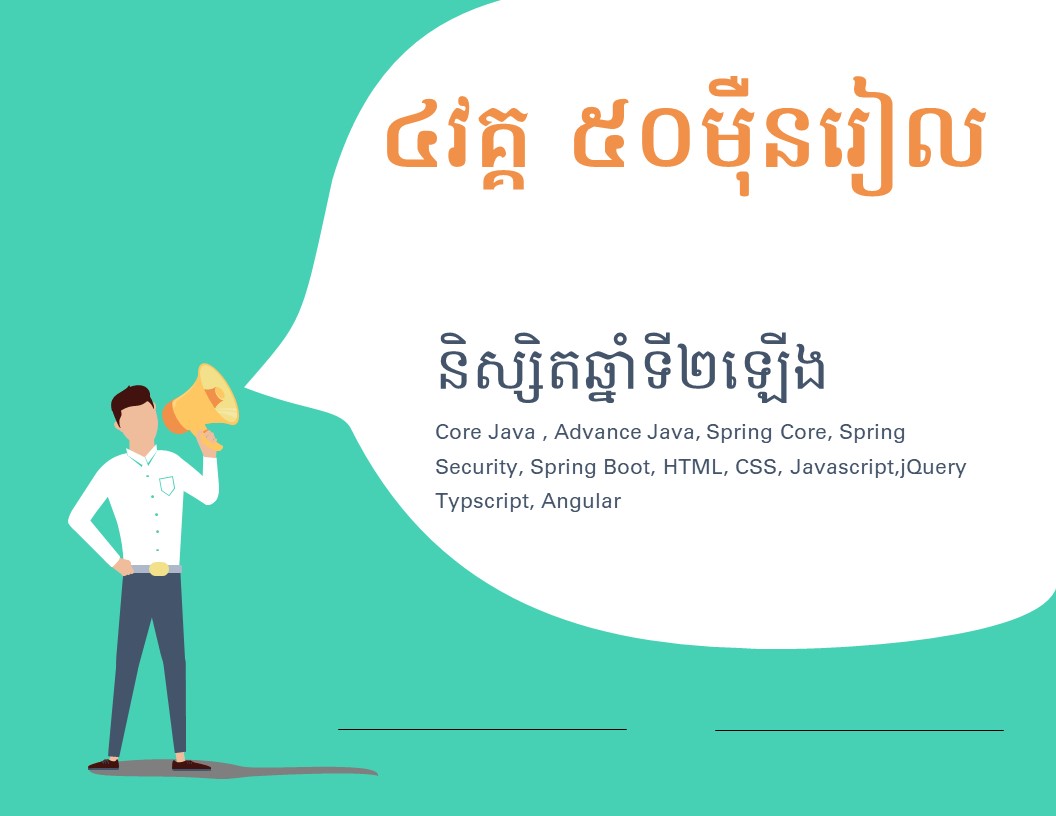 ៤វគ្គ ៥០ម៉ឺនរៀល
និស្សិតឆ្នាំទី២ឡើង
Core Java , Advance Java, Spring Core, Spring
Security, Spring Boot, HTML, CSS, Javascript,jQuery
Typscript, Angular